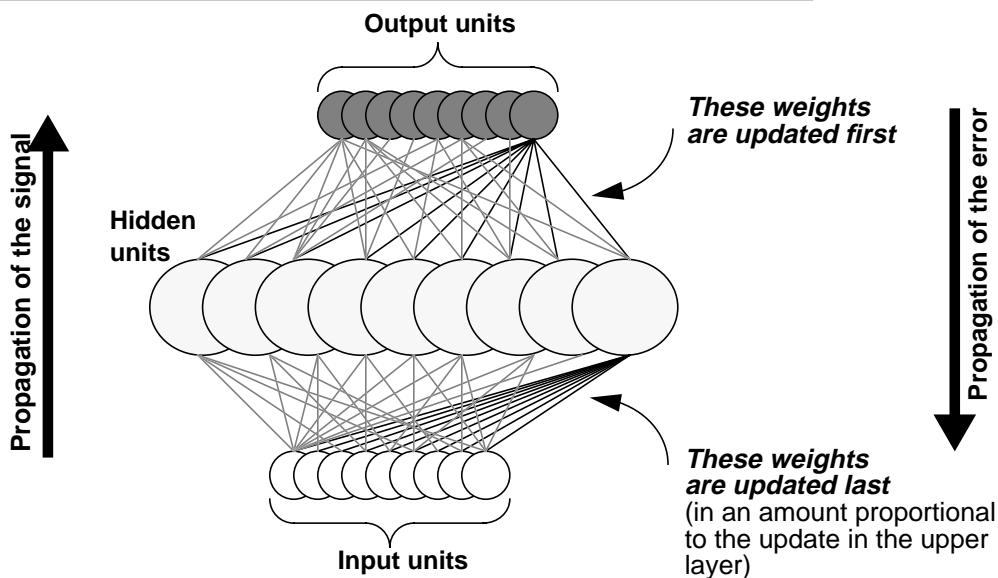 Output units
These weights
are updated first
Propagation of the signal
Propagation of the error
Hidden
units
These weights
are updated last
(in an amount proportional
to the update in the upper
layer)
Input units